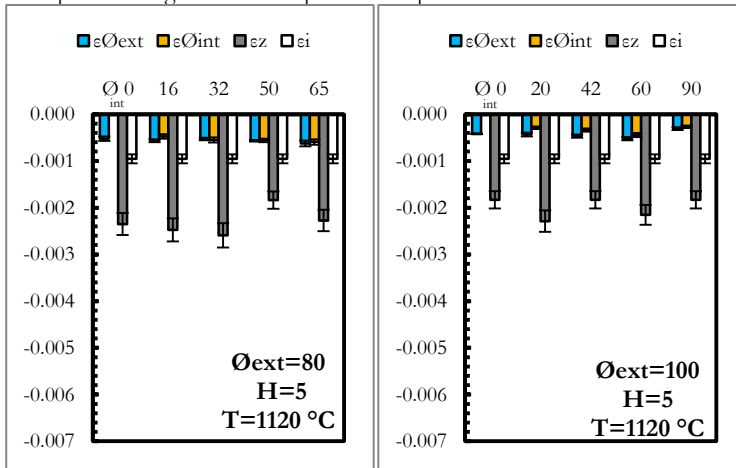 εØext εØint εz εi
Ø 0 16 32 50 65
int
0.000
-0.001
-0.002
-0.003
-0.004
-0.005
-0.006
-0.007
Øext=80
H=5
T=1120 °C
εØext εØint εz εi
Ø 0 20 42 60 90
int
0.000
-0.001
-0.002
-0.003
-0.004
-0.005
-0.006
-0.007
Øext=100
H=5
T=1120 °C